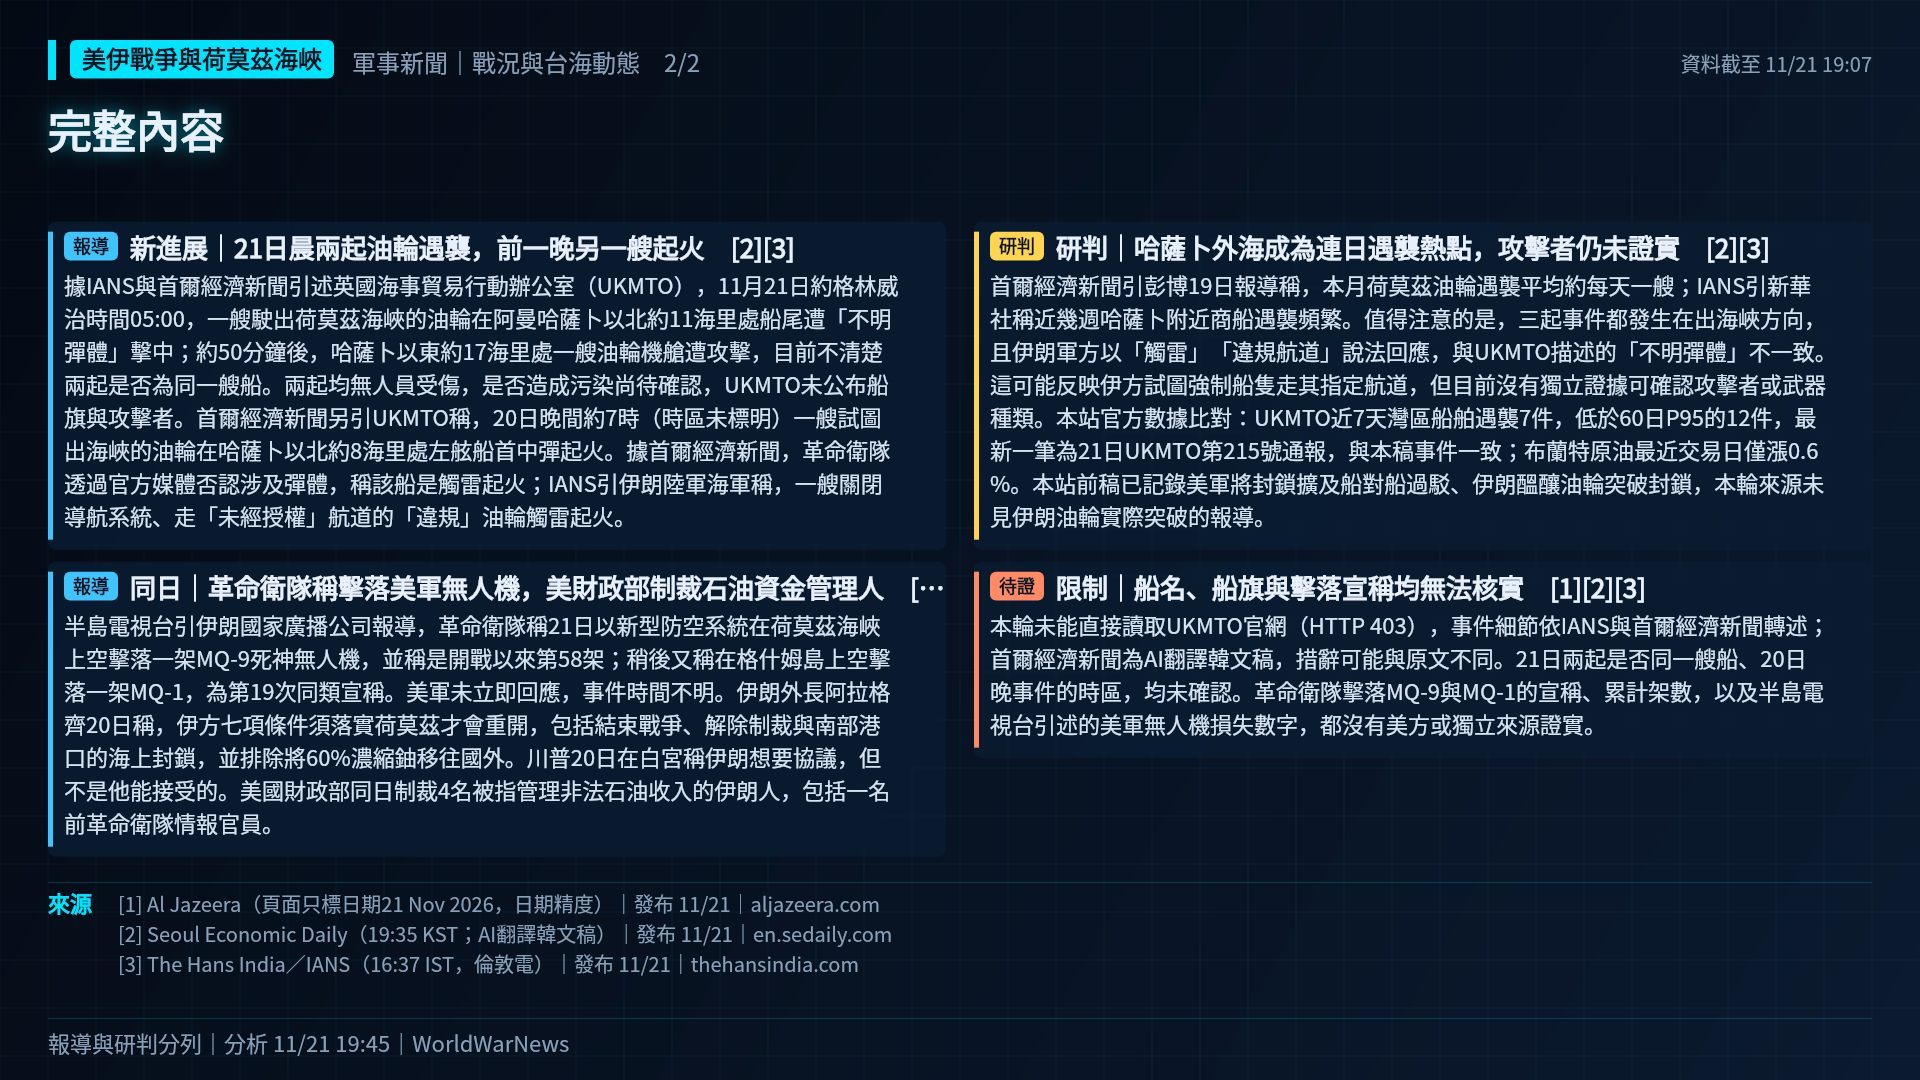 美伊戰爭與荷莫茲海峽
軍事新聞｜戰況與台海動態 2/2
資料截至 11/21 19:07
完整內容
報導 新進展｜21日晨兩起油輪遇襲，前一晚另一艘起火 [2][3]
據IANS與首爾經濟新聞引述英國海事貿易行動辦公室（UKMTO），11月21日約格林威
治時間05:00，一艘駛出荷莫茲海峽的油輪在阿曼哈薩卜以北約11海里處船尾遭「不明
彈體」擊中；約50分鐘後，哈薩卜以東約17海里處一艘油輪機艙遭攻擊，目前不清楚
兩起是否為同一艘船。兩起均無人員受傷，是否造成污染尚待確認，UKMTO未公布船
旗與攻擊者。首爾經濟新聞另引UKMTO稱，20日晚間約7時（時區未標明）一艘試圖
出海峽的油輪在哈薩卜以北約8海里處左舷船首中彈起火。據首爾經濟新聞，革命衛隊
透過官方媒體否認涉及彈體，稱該船是觸雷起火；IANS引伊朗陸軍海軍稱，一艘關閉
導航系統、走「未經授權」航道的「違規」油輪觸雷起火。
報導 同日｜革命衛隊稱擊落美軍無人機，美財政部制裁石油資金管理人 […
半島電視台引伊朗國家廣播公司報導，革命衛隊稱21日以新型防空系統在荷莫茲海峽
上空擊落一架MQ-9死神無人機，並稱是開戰以來第58架；稍後又稱在格什姆島上空擊
落一架MQ-1，為第19次同類宣稱。美軍未立即回應，事件時間不明。伊朗外長阿拉格
齊20日稱，伊方七項條件須落實荷莫茲才會重開，包括結束戰爭、解除制裁與南部港
口的海上封鎖，並排除將60%濃縮鈾移往國外。川普20日在白宮稱伊朗想要協議，但
不是他能接受的。美國財政部同日制裁4名被指管理非法石油收入的伊朗人，包括一名
前革命衛隊情報官員。
研判 研判｜哈薩卜外海成為連日遇襲熱點，攻擊者仍未證實 [2][3]
首爾經濟新聞引彭博19日報導稱，本月荷莫茲油輪遇襲平均約每天一艘；IANS引新華
社稱近幾週哈薩卜附近商船遇襲頻繁。值得注意的是，三起事件都發生在出海峽方向，
且伊朗軍方以「觸雷」「違規航道」說法回應，與UKMTO描述的「不明彈體」不一致。
這可能反映伊方試圖強制船隻走其指定航道，但目前沒有獨立證據可確認攻擊者或武器
種類。本站官方數據比對：UKMTO近7天灣區船舶遇襲7件，低於60日P95的12件，最
新一筆為21日UKMTO第215號通報，與本稿事件一致；布蘭特原油最近交易日僅漲0.6
%。本站前稿已記錄美軍將封鎖擴及船對船過駁、伊朗醞釀油輪突破封鎖，本輪來源未
見伊朗油輪實際突破的報導。
待證 限制｜船名、船旗與擊落宣稱均無法核實 [1][2][3]
本輪未能直接讀取UKMTO官網（HTTP 403），事件細節依IANS與首爾經濟新聞轉述；
首爾經濟新聞為AI翻譯韓文稿，措辭可能與原文不同。21日兩起是否同一艘船、20日
晚事件的時區，均未確認。革命衛隊擊落MQ-9與MQ-1的宣稱、累計架數，以及半島電
視台引述的美軍無人機損失數字，都沒有美方或獨立來源證實。
來源 [1] Al Jazeera（頁面只標日期21 Nov 2026，日期精度）｜發布 11/21｜aljazeera.com
[2] Seoul Economic Daily（19:35 KST；AI翻譯韓文稿）｜發布 11/21｜en.sedaily.com
[3] The Hans India／IANS（16:37 IST，倫敦電）｜發布 11/21｜thehansindia.com
報導與研判分列｜分析 11/21 19:45｜WorldWarNews